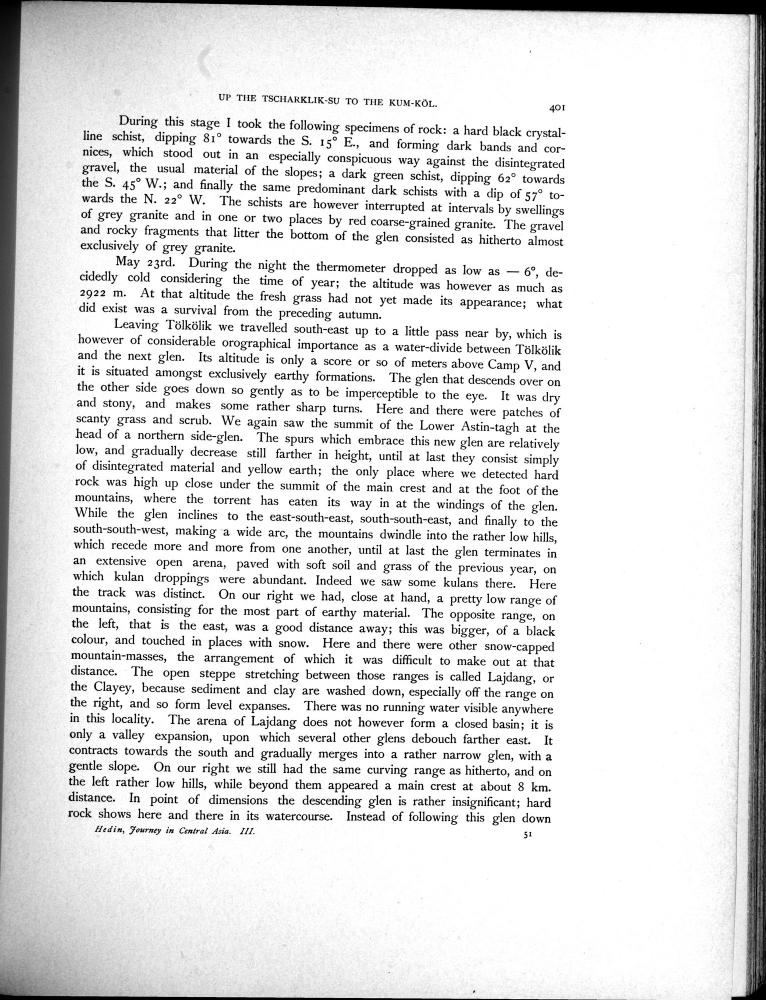 UP THE TSCHARKLIK-SU TO THE KUM-KÖL.
401
During this stage I took the following specimens of rock: a hard black crystal-
line schist, dipping 81° towards the S. 15° E., and forming dark bands and cor-
nices, which stood out in an especially conspicuous way against the disintegrated
gravel, the usual material of the slopes; a dark green schist, dipping 62° towards
the S. 45° W.; and finally the same predominant dark schists with a dip of 57° to-
wards the N. 22° W. The schists are however interrupted at intervals by swellings
of grey granite and in one or two places by red coarse-grained granite. The gravel
and rocky fragments that litter the bottom of the glen consisted as hitherto almost
exclusively of grey granite.
May 23rd. During the night the thermometer dropped as low as — 6°, de-
cidedly cold considering the time of year; the altitude was however as much as
2922 m. At that altitude the fresh grass had not yet made its appearance; what
did exist was a survival from the preceding autumn.
Leaving Tölkölik we travelled south-east up to a little pass near by, which is
however of considerable orographical importance as a water-divide between Tölkölik
and the next glen. Its altitude is only a score or so of meters above Camp V, and
it is situated amongst exclusively earthy formations. The glen that descends over on
the other side goes down so gently as to be imperceptible to the eye. It was dry
and stony, and makes some rather sharp turns. Here and there were patches of
scanty grass and scrub. We again saw the summit of the Lower Astin-tagh at the
head of a northern side-glen. The spurs which embrace this new glen are relatively
low, and gradually decrease still farther in height, until at last they consist simply
of disintegrated material and yellow earth; the only place where we detected hard
rock was high up close under the summit of the main crest and at the foot of the
mountains, where the torrent has eaten its way in at the windings of the glen.
While the glen inclines to the east-south-east, south-south-east, and finally to the
south-south-west, making a wide arc, the mountains dwindle into the rather low hills,
which recede more and more from one another, until at last the glen terminates in
an extensive open arena, paved with soft soil and grass of the previous year, on
which kulan droppings were abundant. Indeed we saw some kulans there. Here
the track was distinct. On our right we had, close at hand, a pretty low range of
mountains, consisting for the most part of earthy material. The opposite range, on
the left, that is the east, was a good distance away; this was bigger, of a black
colour, and touched in places with snow. Here and there were other snow-capped
mountain-masses, the arrangement of which it was difficult to make out at that
distance. The open steppe stretching between those ranges is called Lajdang, or
the Clayey, because sediment and clay are washed down, especially off the range on
the right, and so form level expanses. There was no running water visible anywhere
in this locality. The arena of Lajdang does not however form a closed basin; it is
only a valley expansion, upon which several other glens debouch farther east. It
contracts towards the south and gradually merges into a rather narrow glen, with a
gentle slope. On our right we still had the same curving range as hitherto, and on
the left rather low hills, while beyond them appeared a main crest at about 8 km.
distance. In point of dimensions the descending glen is rather insignificant; hard
rock shows here and there in its watercourse. Instead of following this glen down
Hedin, Journey in Central Asia. III.
51